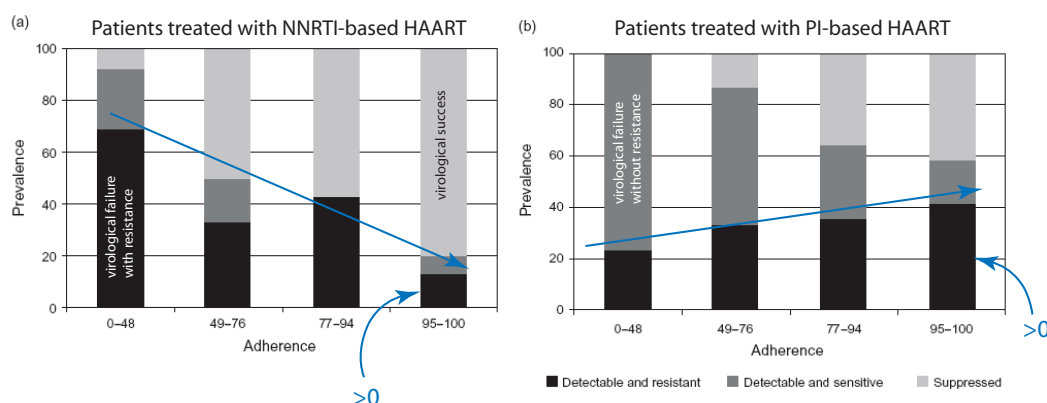 (a)
Patients treated with NNRTI-based HAART
100
80
60
40
20
0
Prevalence
virological failure
with resistance
virological success
0–48
49–76
77–94
95–100
Adherence
>0
(b)
Patients treated with PI-based HAART
100
80
60
40
20
0
Prevalence
virological failure
without resistance
0–48
49–76
77–94
95–100
Adherence
>0
Detectable and resistant
Detectable and sensitive
Suppressed